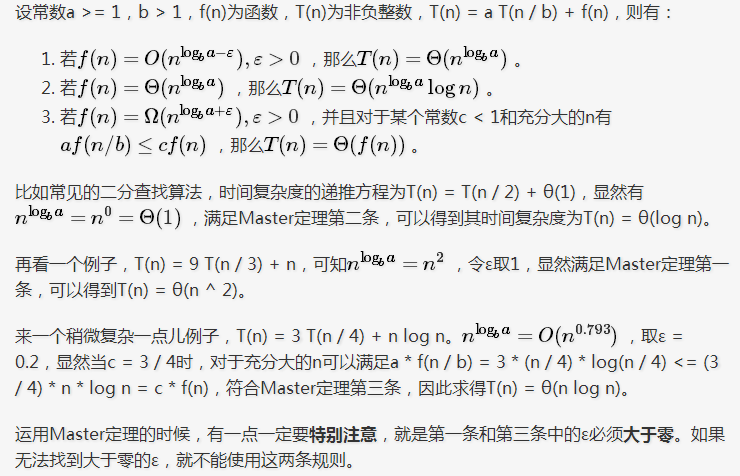 设常数a >= 1，b > 1，f(n)为函数，T(n)为非负整数，T(n) = a T(n / b) + f(n)，则有：
1. 若f(n) = O(n^{log_b a−ε}), ε > 0 ，那么T(n) = Θ(n^{log_b a}) 。
2. 若f(n) = Θ(n^{log_b a}) ，那么T(n) = Θ(n^{log_b a} log n) 。
3. 若f(n) = Ω(n^{log_b a+ε}), ε > 0 ，并且对于某个常数c < 1和充分大的n有
af(n/b) ≤ cf(n) ，那么T(n) = Θ(f(n)) 。
比如常见的二分查找算法，时间复杂度的递推方程为T(n) = T(n / 2) + θ(1)，显然有
n^{log_b a} = n^0 = Θ(1) ，满足Master定理第二条，可以得到其时间复杂度为T(n) = θ(log n)。
再看一个例子，T(n) = 9 T(n / 3) + n，可知n^{log_b a} = n^2 ，令ε取1，显然满足Master定理第一
条，可以得到T(n) = θ(n ^ 2)。
来一个稍微复杂一点儿例子，T(n) = 3 T(n / 4) + n log n。n^{log_b a} = O(n^{0.793}) ，取ε =
0.2，显然当c = 3 / 4时，对于充分大的n可以满足a * f(n / b) = 3 * (n / 4) * log(n / 4) <= (3
/ 4) * n * log n = c * f(n)，符合Master定理第三条，因此求得T(n) = θ(n log n)。
运用Master定理的时候，有一点一定要特别注意，就是第一条和第三条中的ε必须大于零。如果
无法找到大于零的ε，就不能使用这两条规则。